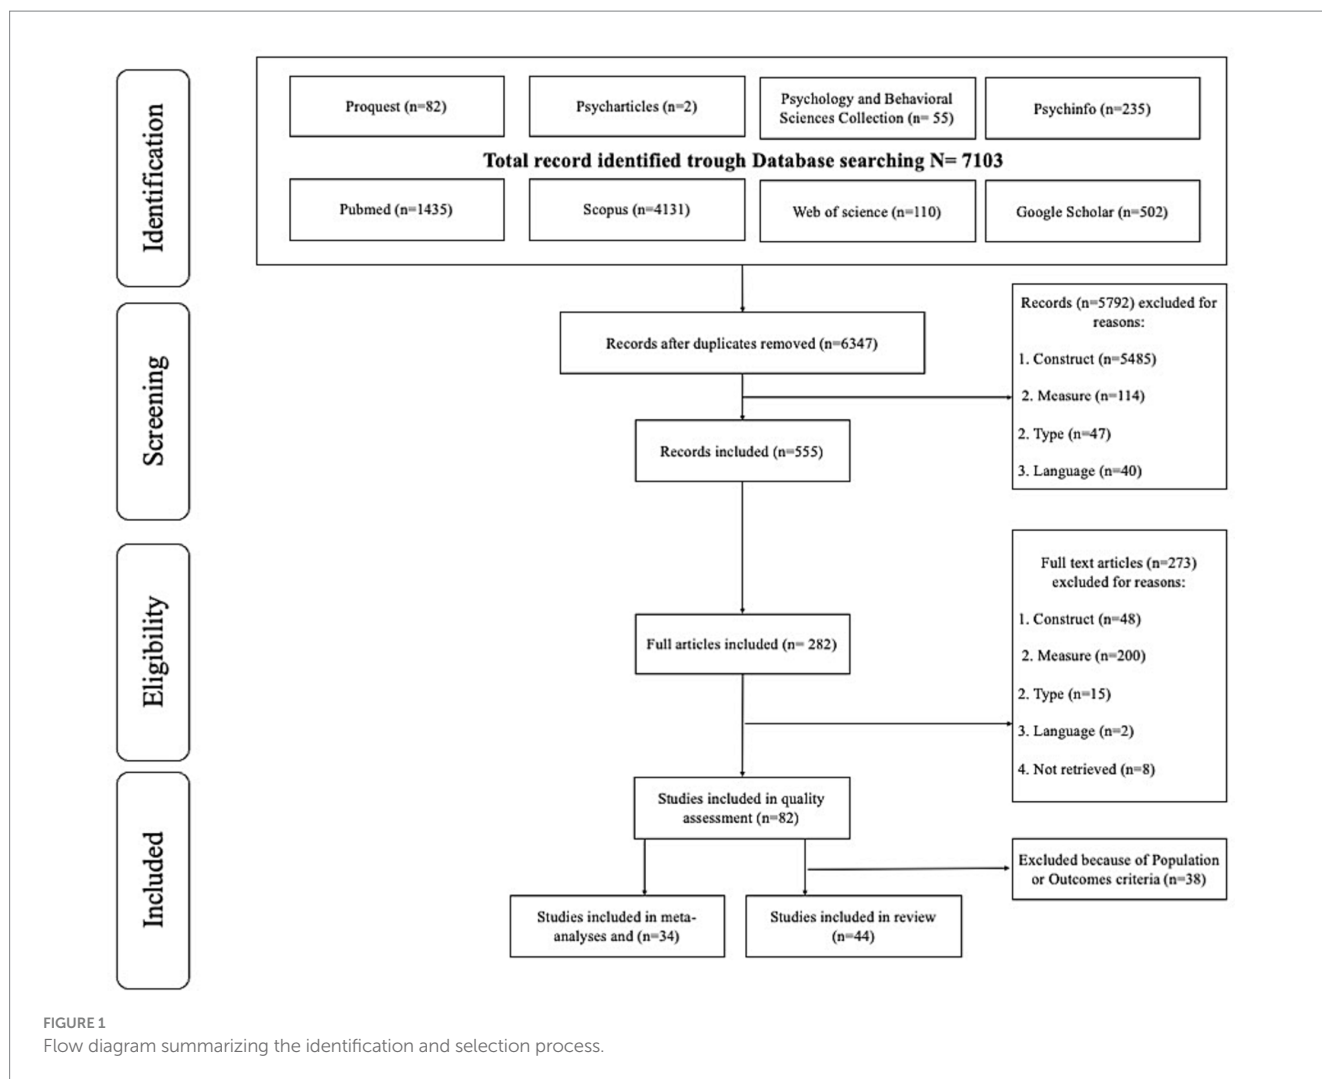 Identification
Proquest (n=82)
Psycharticles (n=2)
Psychology and Behavioral
Sciences Collection (n= 55)
Psychinfo (n=235)
Total record identified trough Database searching N= 7103
Pubmed (n=1435)
Scopus (n=4131)
Web of science (n=110)
Google Scholar (n=502)
Screening
Records after duplicates removed (n=6347)
Records (n=5792) excluded for
reasons:
1. Construct (n=5485)
2. Measure (n=114)
2. Type (n=47)
3. Language (n=40)
Records included (n=555)
Eligibility
Full articles included (n= 282)
Full text articles (n=273)
excluded for reasons:
1. Construct (n=48)
2. Measure (n=200)
2. Type (n=15)
3. Language (n=2)
4. Not retrieved (n=8)
Included
Studies included in quality
assessment (n=82)
Excluded because of Population
or Outcomes criteria (n=38)
Studies included in meta-
analyses and (n=34)
Studies included in review
(n=44)
FIGURE 1
Flow diagram summarizing the identification and selection process.